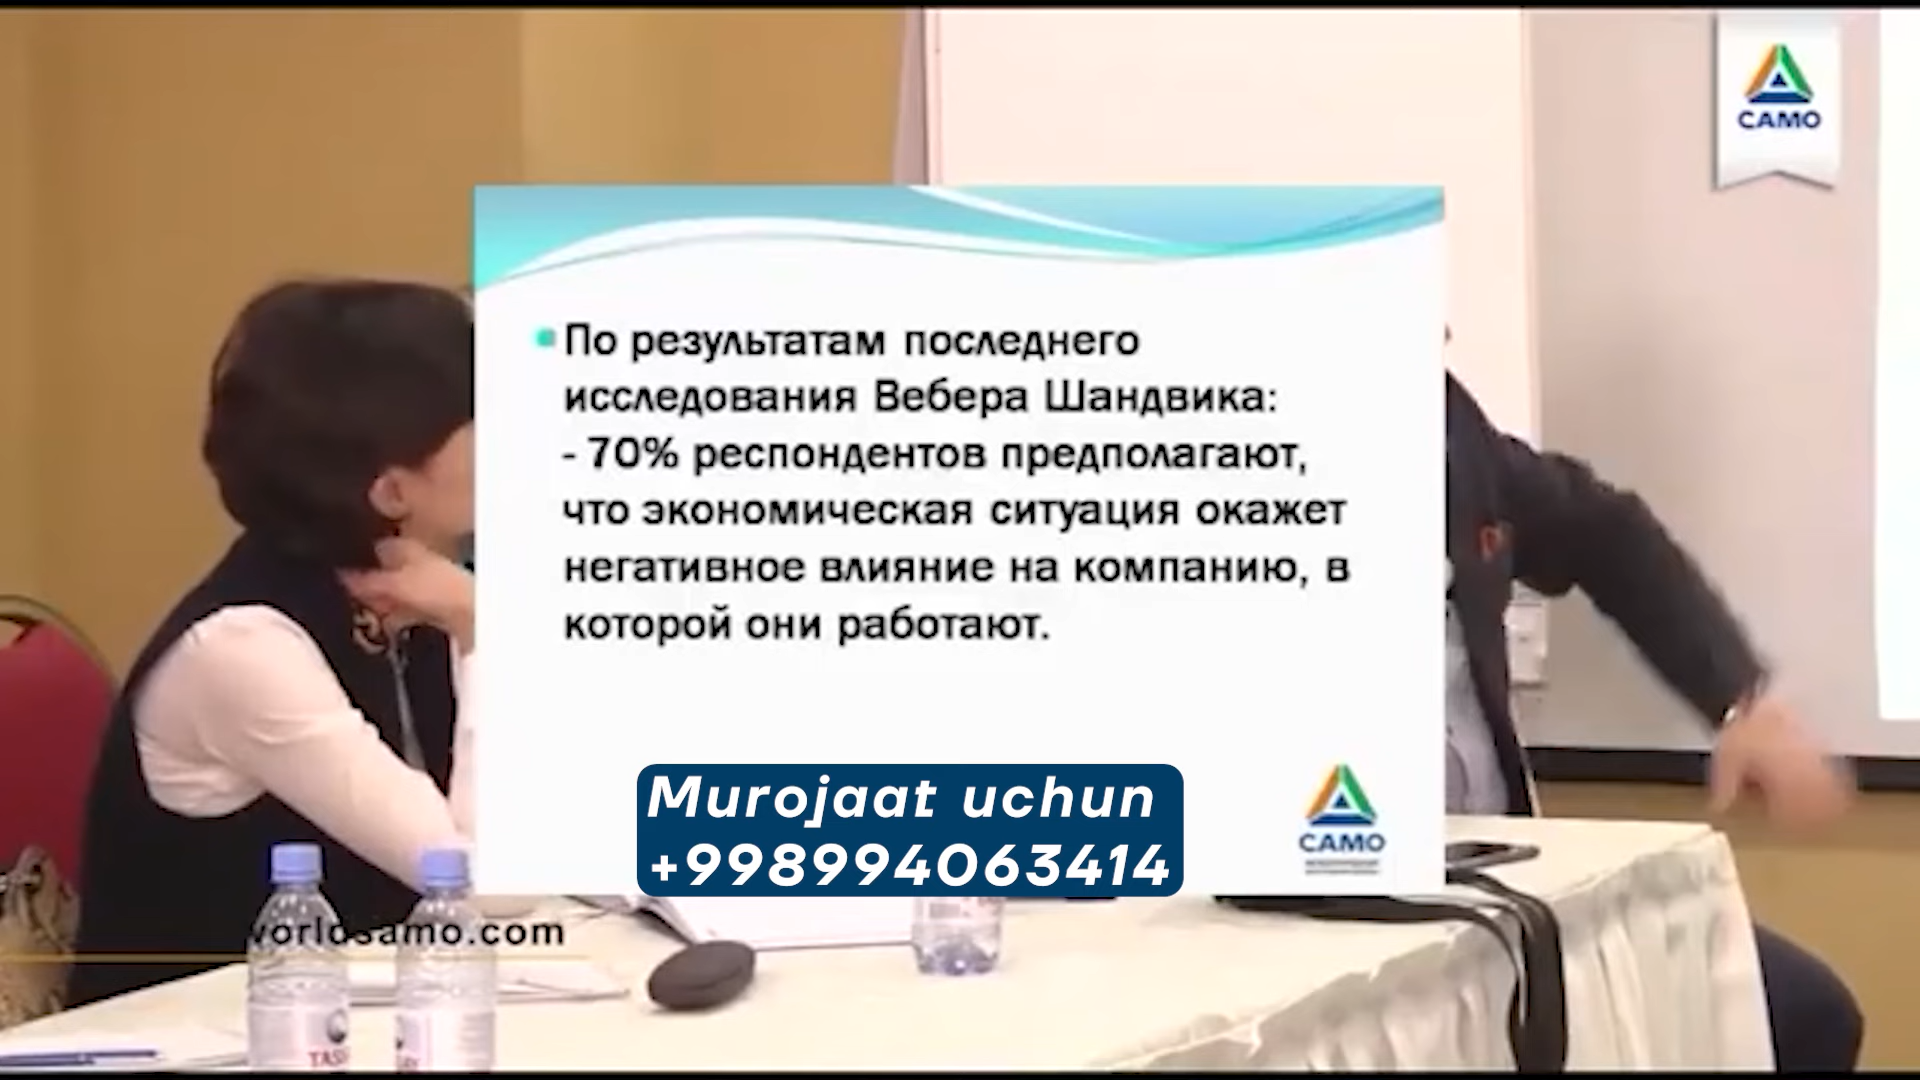 САМО
По результатам последнего
исследования Вебера Шандвика:
- 70% респондентов предполагают,
что экономическая ситуация окажет
негативное влияние на компанию, в
которой они работают.
Murojaat uchun
+998994063414
САМО
worldsamo.com